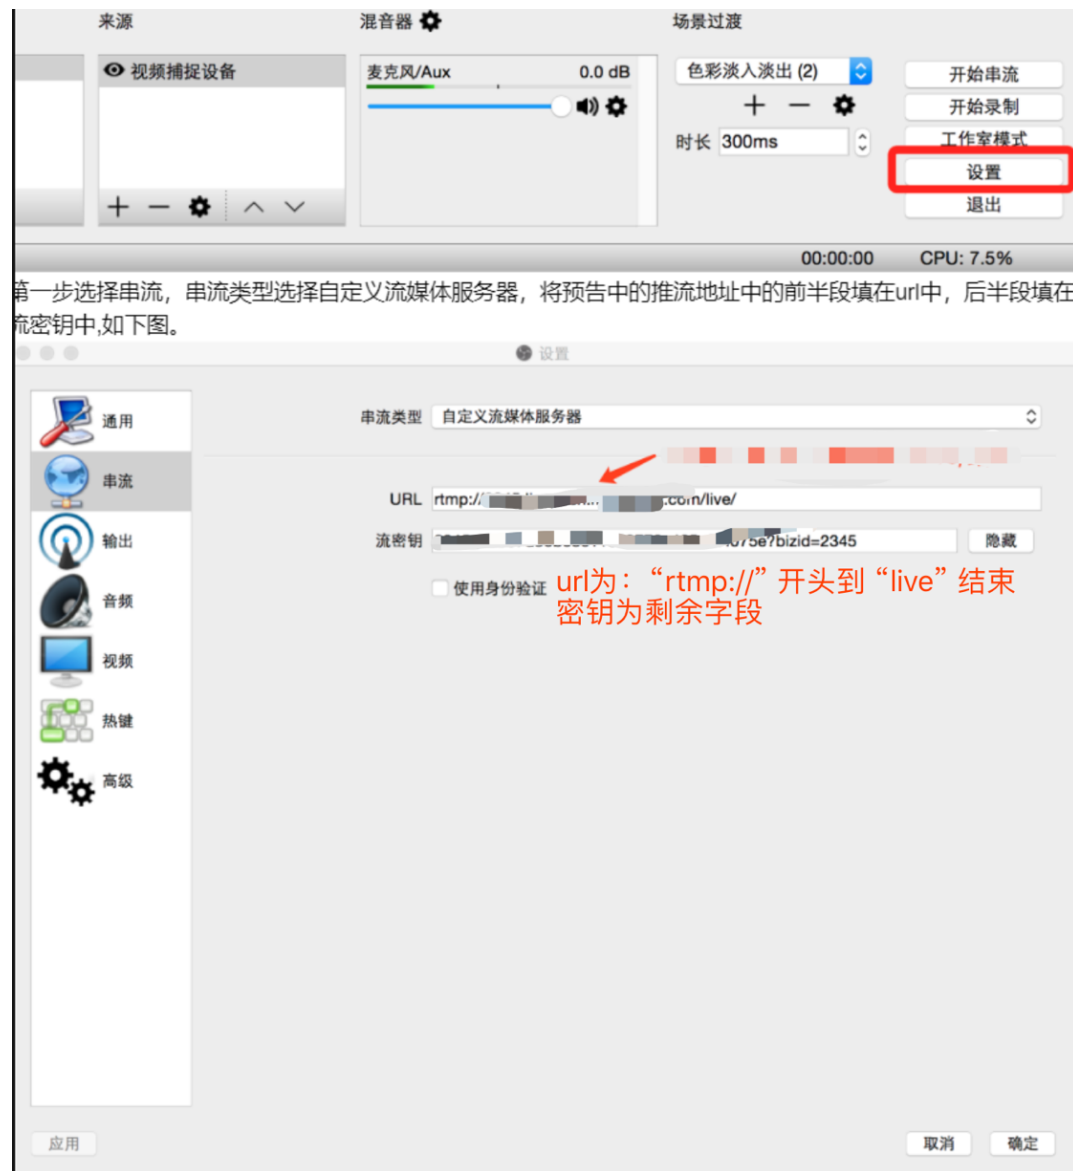 来源
混音器
场景过渡
视频捕捉设备
麦克风/Aux
0.0 dB
色彩淡入淡出 (2)
时长
300ms
开始串流
开始录制
工作室模式
设置
退出
00:00:00
CPU: 7.5%
第一步选择串流，串流类型选择自定义流媒体服务器，将预告中的推流地址中的前半段填在url中，后半段填在
流密钥中,如下图。
设置
通用
串流
输出
音频
视频
热键
高级
串流类型
自定义流媒体服务器
URL
rtmp://
.com/live/
流密钥
?bizid=2345
隐藏
使用身份验证
url为：“rtmp://” 开头到 “live” 结束
密钥为剩余字段
应用
取消
确定